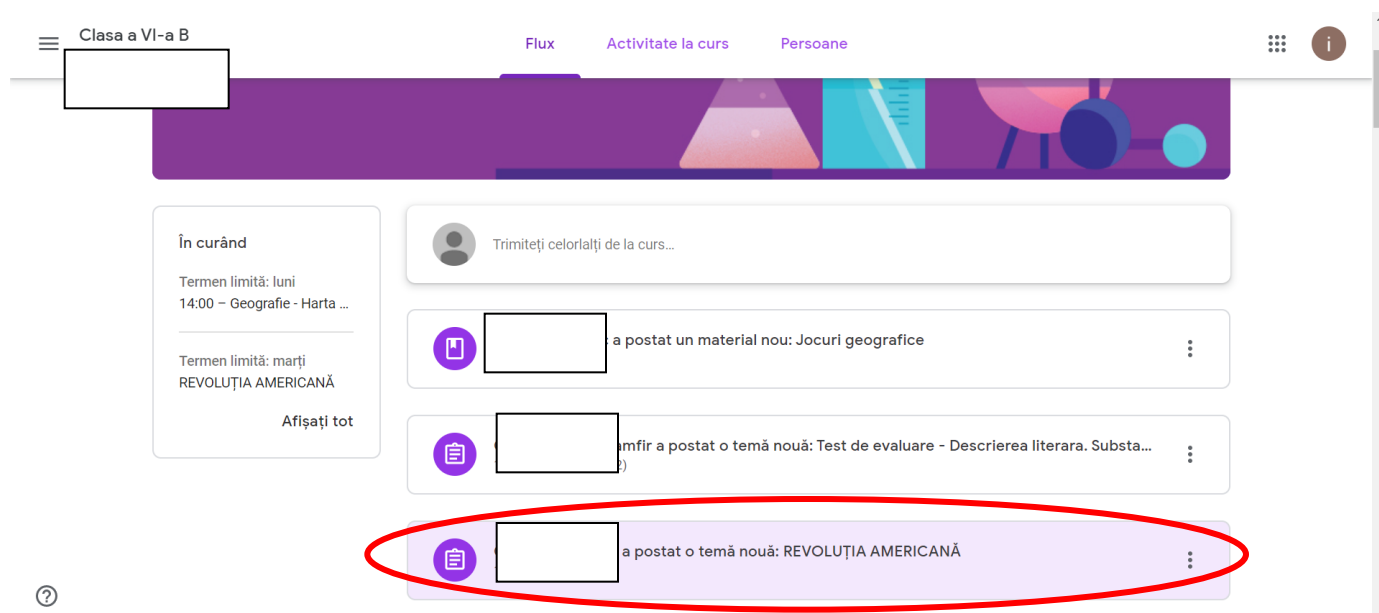 Clasa a VI-a B
Flux
Activitate la curs
Persoane
i
În curând
Termen limită: luni
14:00 – Geografie - Harta ...
Termen limită: marți
REVOLUȚIA AMERICANĂ
Afișați tot
Trimiteți celorlalți de la curs...
a postat un material nou: Jocuri geografice
amfir a postat o temă nouă: Test de evaluare - Descrierea literara. Substa...
2)
a postat o temă nouă: REVOLUȚIA AMERICANĂ